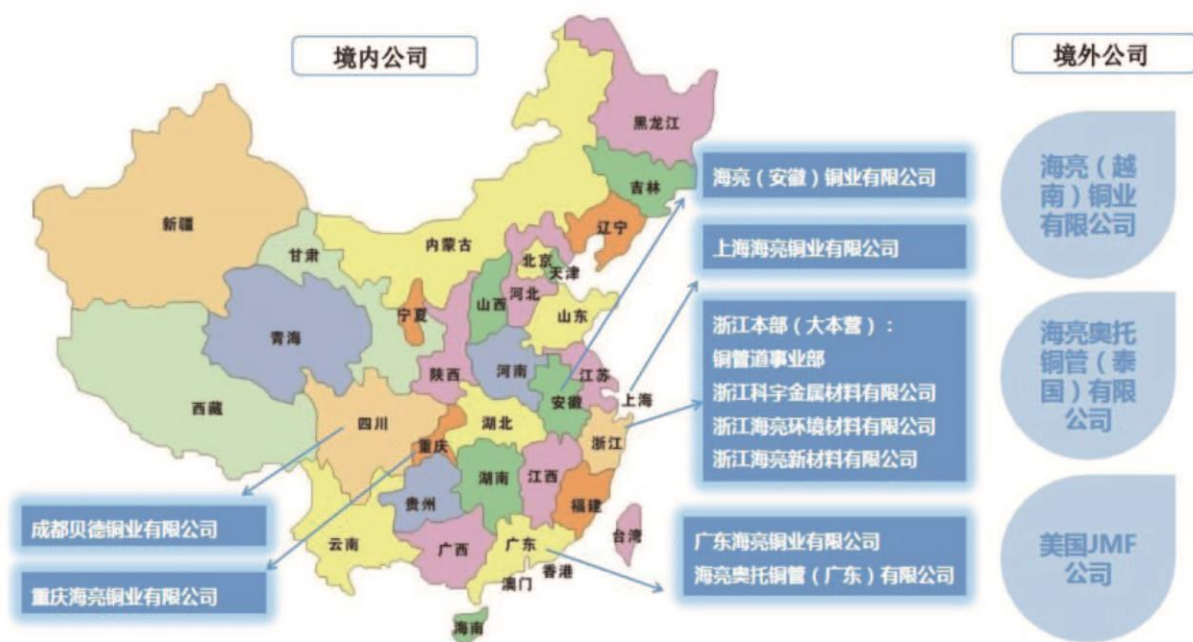 境内公司
境外公司
黑龙江
吉林
辽宁
新疆
甘肃
内蒙古
北京
天津
河北
山西
宁夏
山东
青海
陕西
河南
江苏
安徽
上海
西藏
四川
重庆
湖北
浙江
贵州
湖南
江西
福建
云南
广西
广东
台湾
香港
澳门
海南
海亮（安徽）铜业有限公司
上海海亮铜业有限公司
浙江本部（大本营）：
铜管道事业部
浙江科宇金属材料有限公司
浙江海亮环境材料有限公司
浙江海亮新材料有限公司
广东海亮铜业有限公司
海亮奥托铜管（广东）有限公司
成都贝德铜业有限公司
重庆海亮铜业有限公司
海亮（越
南）铜业
有限公司
海亮奥托
铜管（泰
国）有限
公司
美国JMF
公司